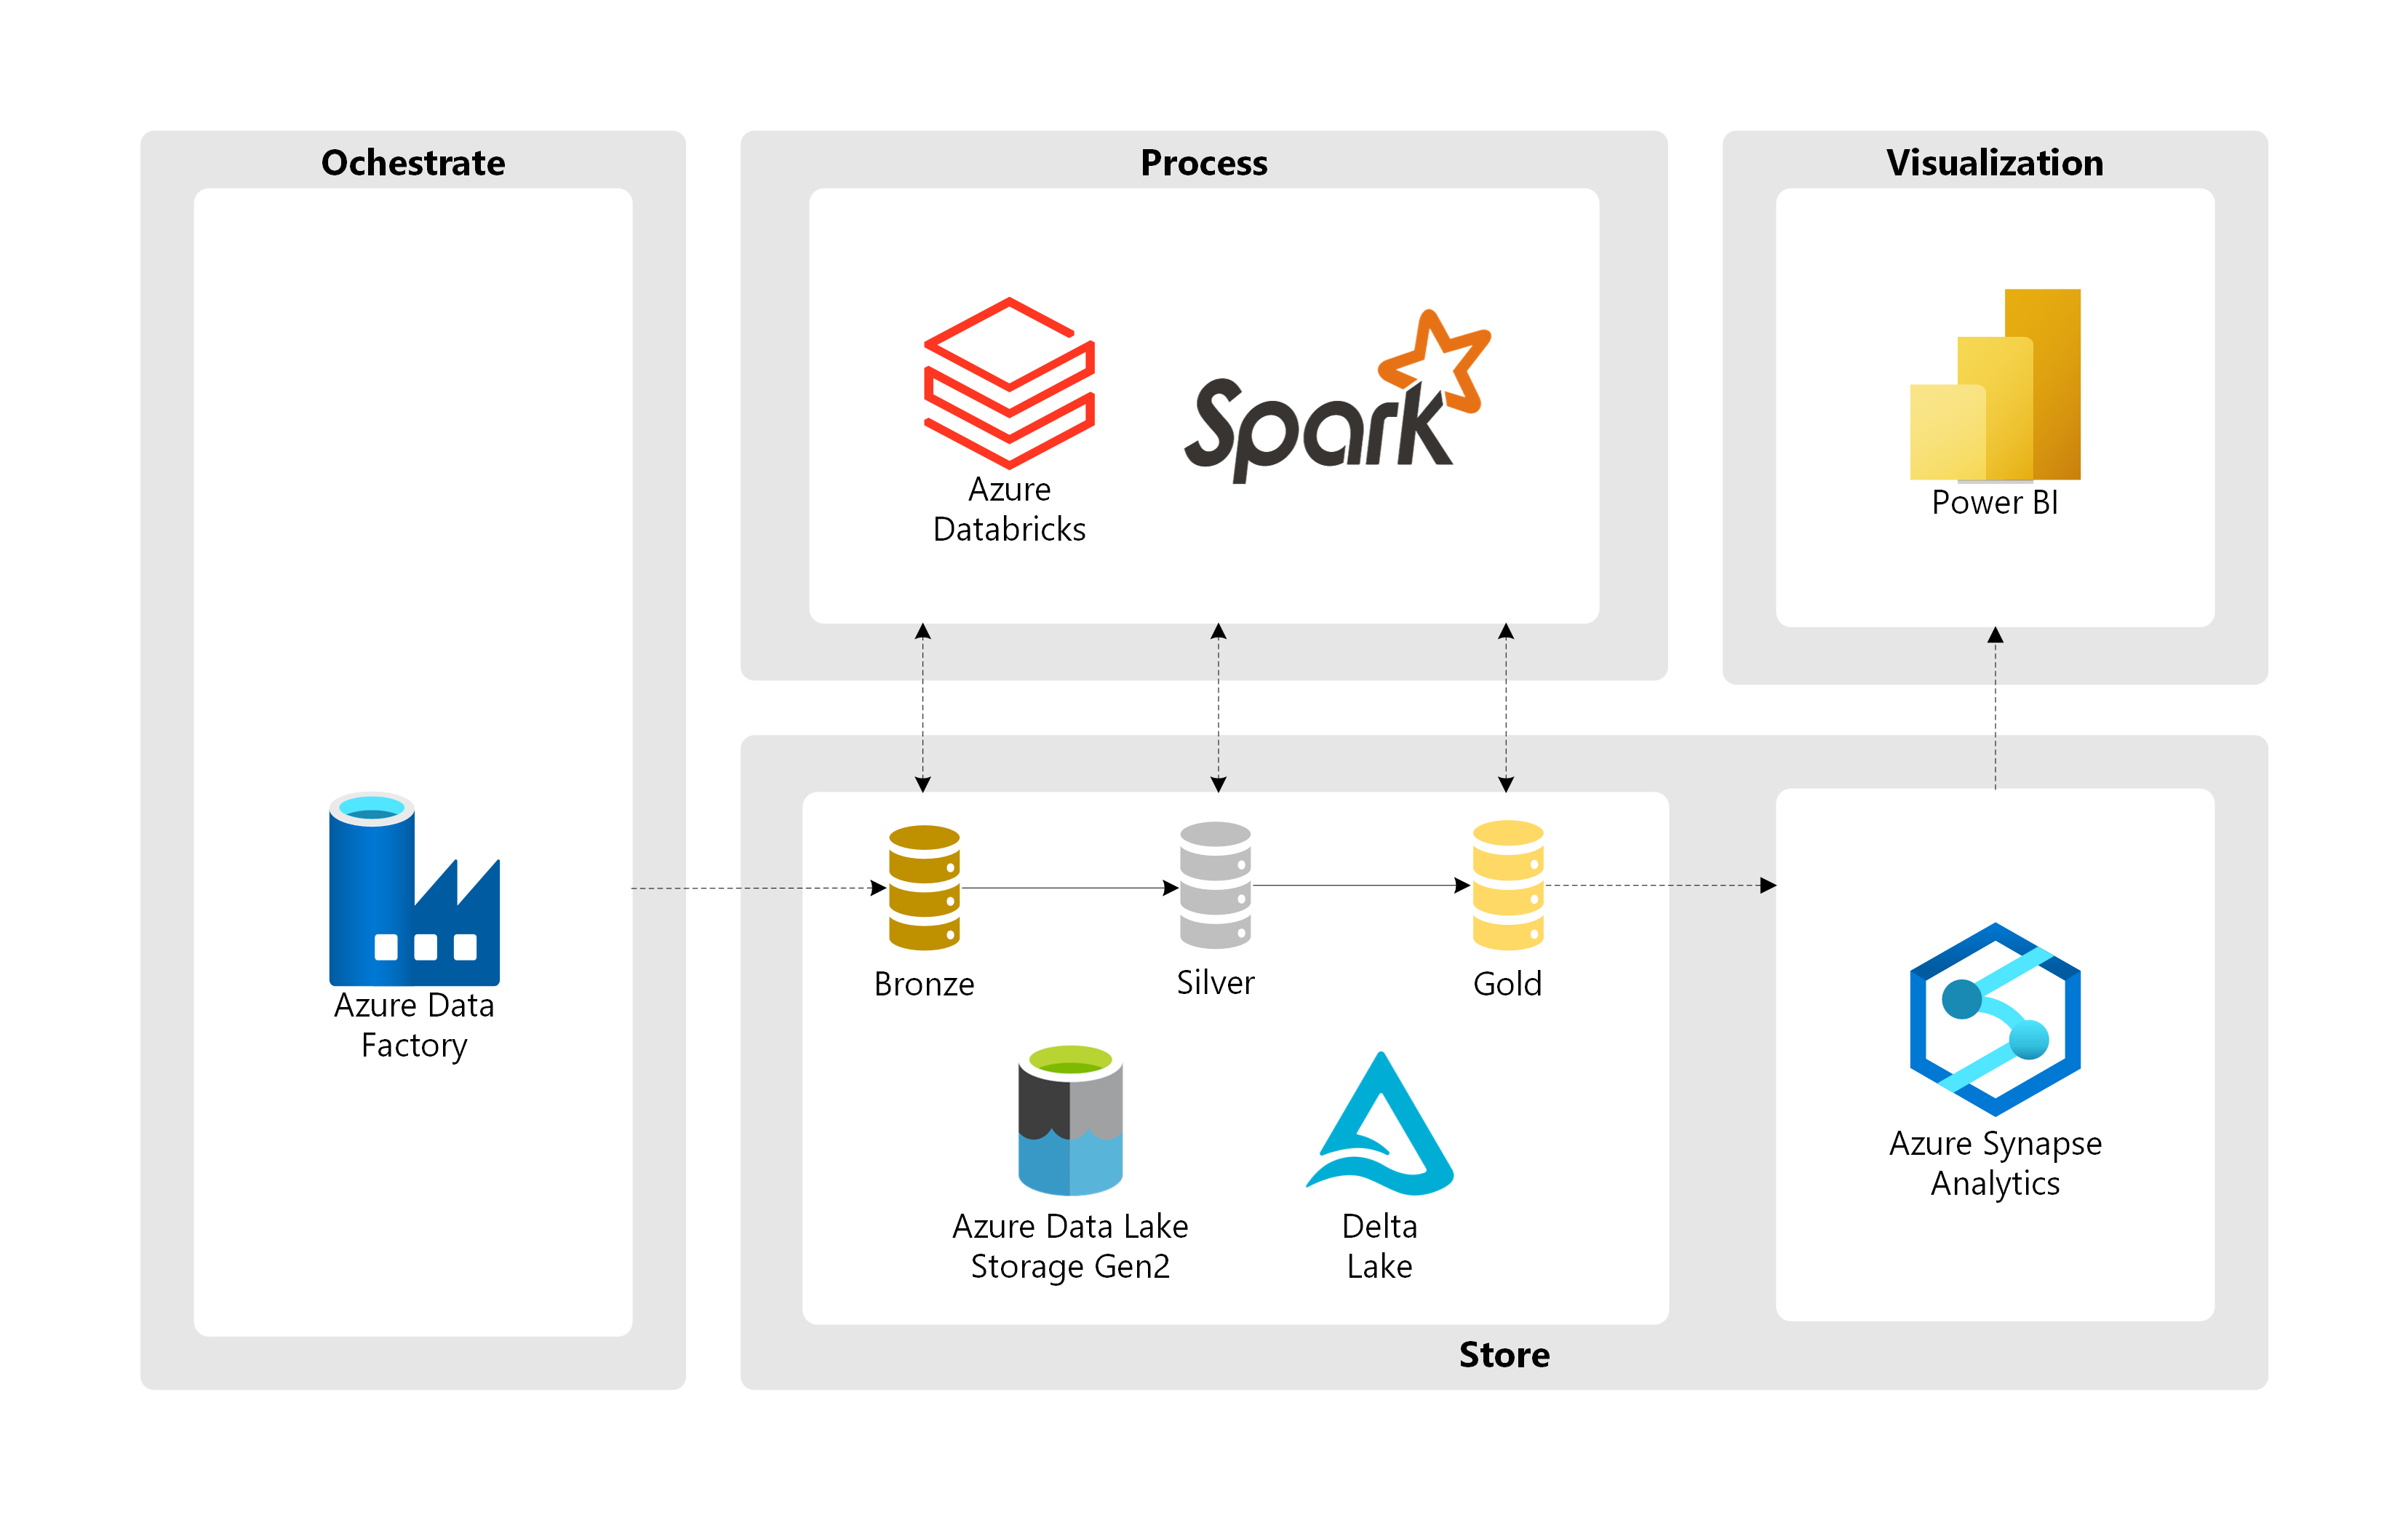 Ochestrate
Process
Visualization
Spark
Azure
Databricks
Power BI
Azure Data
Factory
Bronze
Silver
Gold
Azure Data Lake
Storage Gen2
Delta
Lake
Azure Synapse
Analytics
Store